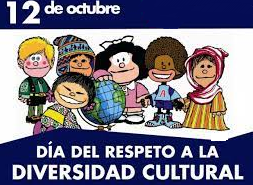 12 de octubre
DÍA DEL RESPETO A LA
DIVERSIDAD CULTURAL